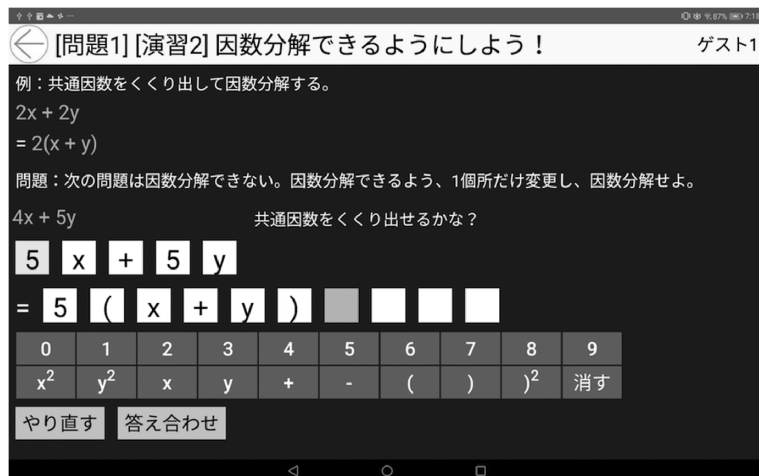 87% 7:18
[問題1] [演習2] 因数分解できるようにしよう！ ゲスト1
例：共通因数をくくり出して因数分解する。
2x + 2y
= 2(x + y)
問題：次の問題は因数分解できない。因数分解できるよう、1個所だけ変更し、因数分解せよ。
4x + 5y 共通因数をくくり出せるかな？
5 x + 5 y
= 5 ( x + y )
0 1 2 3 4 5 6 7 8 9
x² y² x y + - ( ) )² 消す
やり直す 答え合わせ